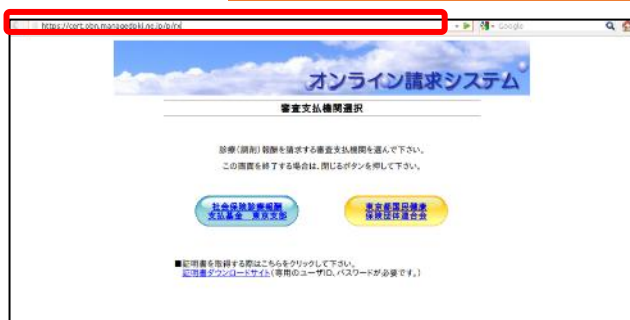 https://cert.obn.managedpki.ne.jp/p/rx
Google
オンライン請求システム
審査支払機関選択
診療(調剤)報酬を請求する審査支払機関を選んで下さい。
この画面を終了する場合は、閉じるボタンを押して下さい。
社会保険診療報酬
支払基金 東京支部
東京都国民健康
保険団体連合会
■証明書を取得する際はこちらをクリックして下さい。
証明書ダウンロードサイト(専用のユーザID、パスワードが必要です。)